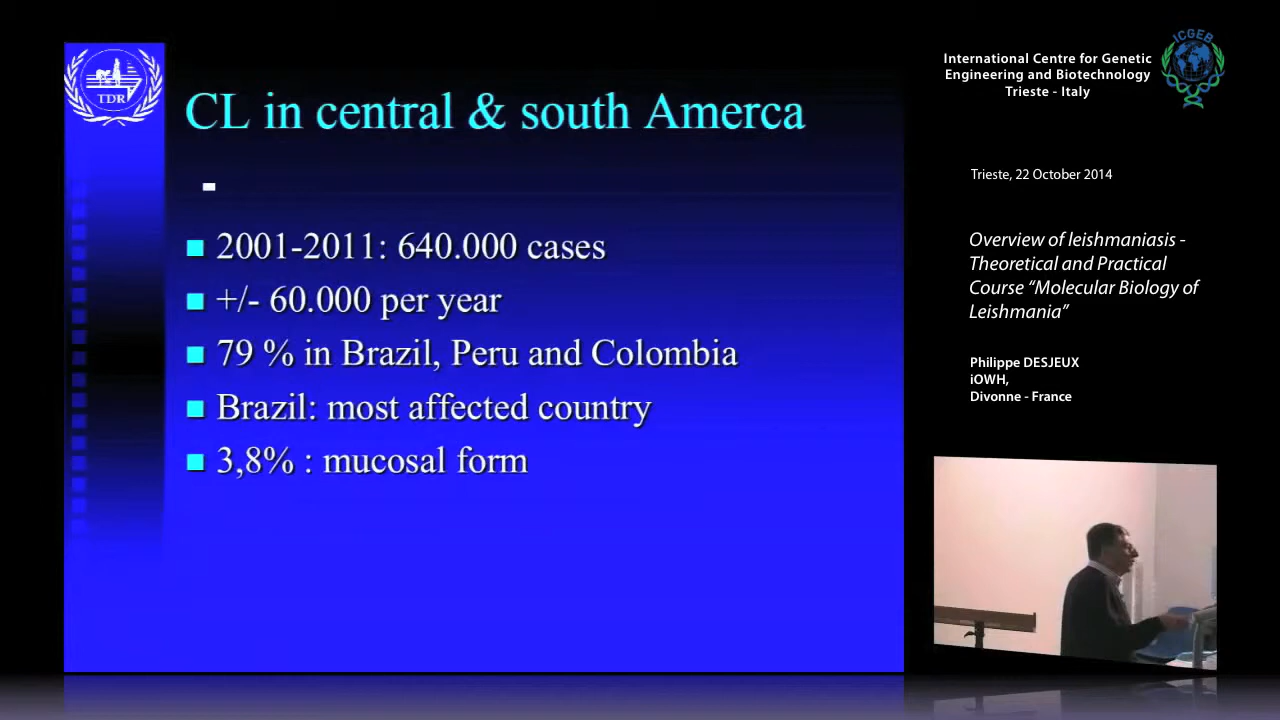 TDR
CL in central & south Amerca
2001-2011: 640.000 cases
+/- 60.000 per year
79 % in Brazil, Peru and Colombia
Brazil: most affected country
3,8% : mucosal form
International Centre for Genetic
Engineering and Biotechnology
Trieste - Italy
ICGEB
Trieste, 22 October 2014
Overview of leishmaniasis -
Theoretical and Practical
Course “Molecular Biology of
Leishmania”
Philippe DESJEUX
iOWH,
Divonne - France